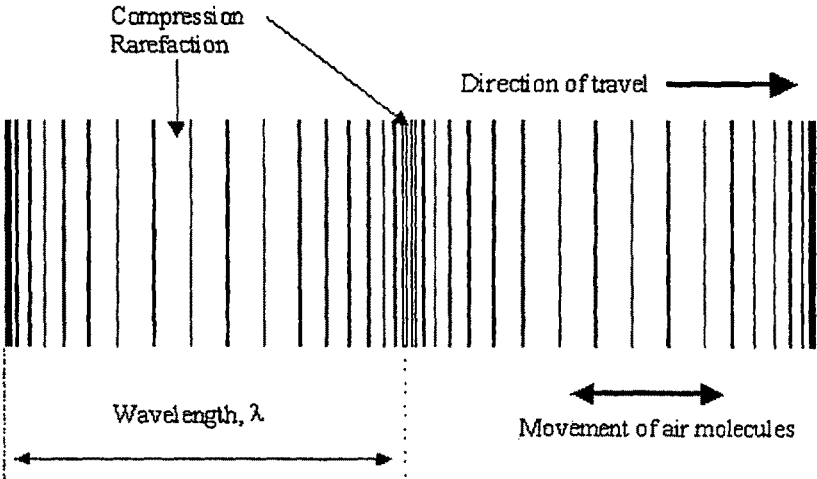 Compression
Rarefaction
Direction of travel
Wavelength, λ
Movement of air molecules